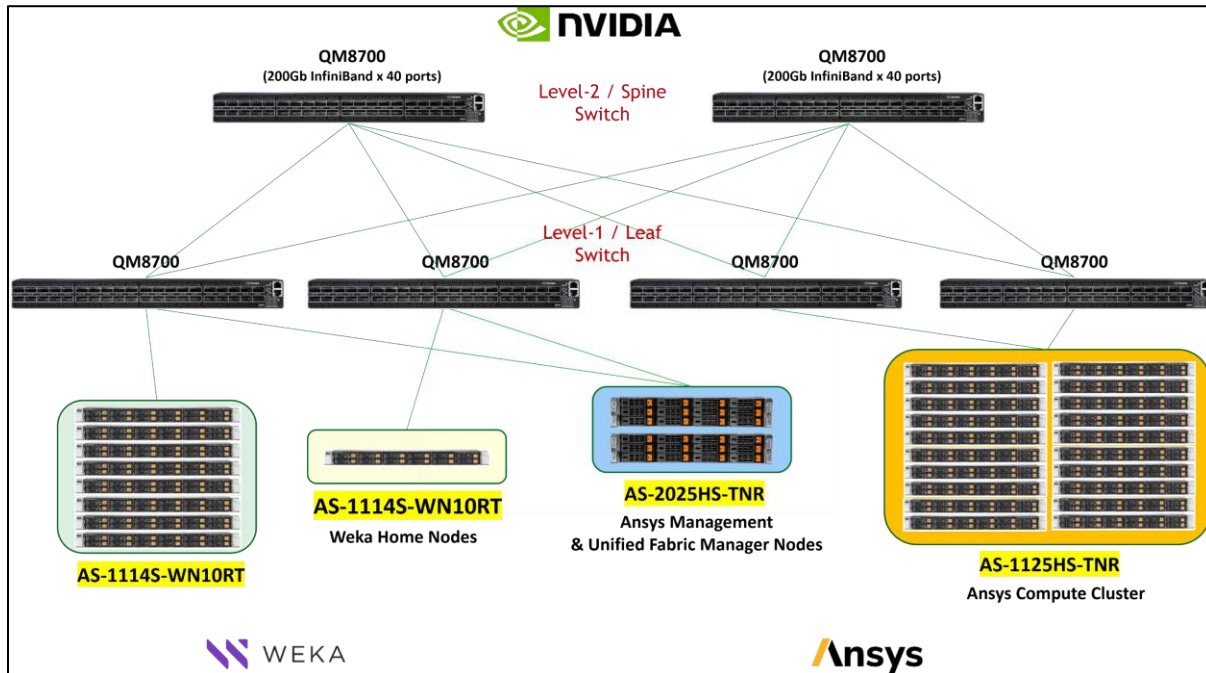 NVIDIA
QM8700
(200Gb InfiniBand x 40 ports)
QM8700
(200Gb InfiniBand x 40 ports)
Level-2 / Spine
Switch
Level-1 / Leaf
Switch
QM8700
QM8700
QM8700
QM8700
AS-1114S-WN10RT
AS-1114S-WN10RT
Weka Home Nodes
AS-2025HS-TNR
Ansys Management
& Unified Fabric Manager Nodes
AS-1125HS-TNR
Ansys Compute Cluster
WEKA
Ansys